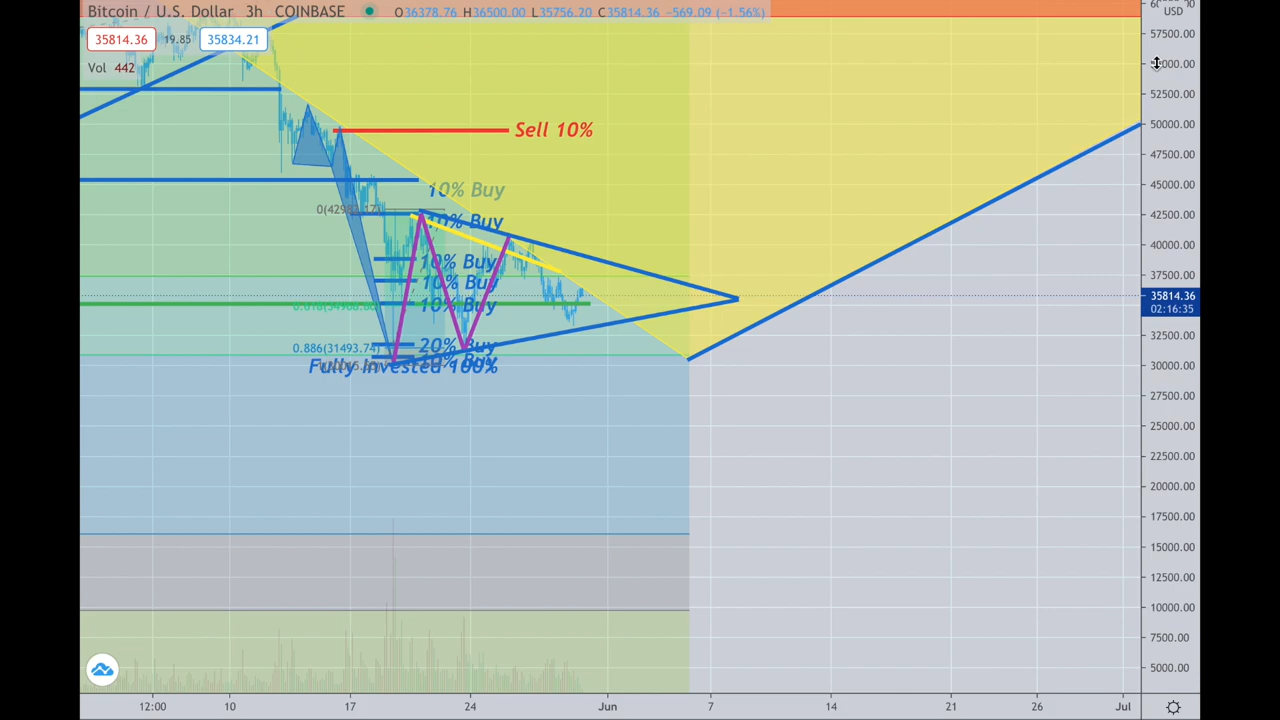 Bitcoin / U.S. Dollar 3h COINBASE O36378.76 H36500.00 L35756.20 C35814.36 −569.09 (−1.56%)
USD
35814.36 19.85 35834.21
Vol 442
57500.00
52500.00
50000.00
47500.00
45000.00
42500.00
40000.00
37500.00
35814.36
02:16:35
32500.00
30000.00
27500.00
25000.00
22500.00
20000.00
17500.00
15000.00
12500.00
10000.00
7500.00
5000.00
Sell 10%
10% Buy
10% Buy
10% Buy
10% Buy
10% Buy
20% Buy
0.886(31493.74)
Fully Invested 100%
12:00 10 17 24 Jun 7 14 21 26 Jul